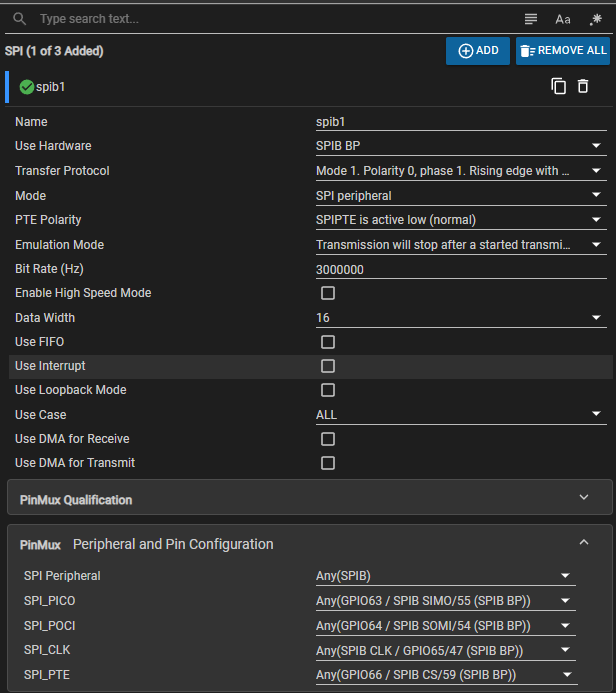 Type search text...
Aa
.*
SPI (1 of 3 Added)
ADD
REMOVE ALL
spib1
Name spib1
Use Hardware SPIB BP
Transfer Protocol Mode 1. Polarity 0, phase 1. Rising edge with ...
Mode SPI peripheral
PTE Polarity SPIPTE is active low (normal)
Emulation Mode Transmission will stop after a started transmi...
Bit Rate (Hz) 3000000
Enable High Speed Mode
Data Width 16
Use FIFO
Use Interrupt
Use Loopback Mode
Use Case ALL
Use DMA for Receive
Use DMA for Transmit
PinMux Qualification
PinMux Peripheral and Pin Configuration
SPI Peripheral Any(SPIB)
SPI_PICO Any(GPIO63 / SPIB SIMO/55 (SPIB BP))
SPI_POCI Any(GPIO64 / SPIB SOMI/54 (SPIB BP))
SPI_CLK Any(SPIB CLK / GPIO65/47 (SPIB BP))
SPI_PTE Any(GPIO66 / SPIB CS/59 (SPIB BP))